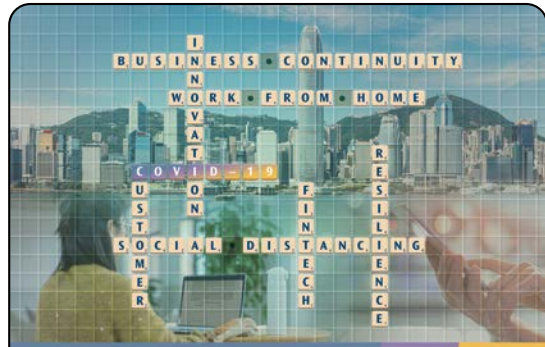 INNOVATION
BUSINESS • CONTINUITY
WORK • FROM • HOME
RESILIENCE
COVID-19
CUSTOMER
FINTECH
SOCIAL • DISTANCING